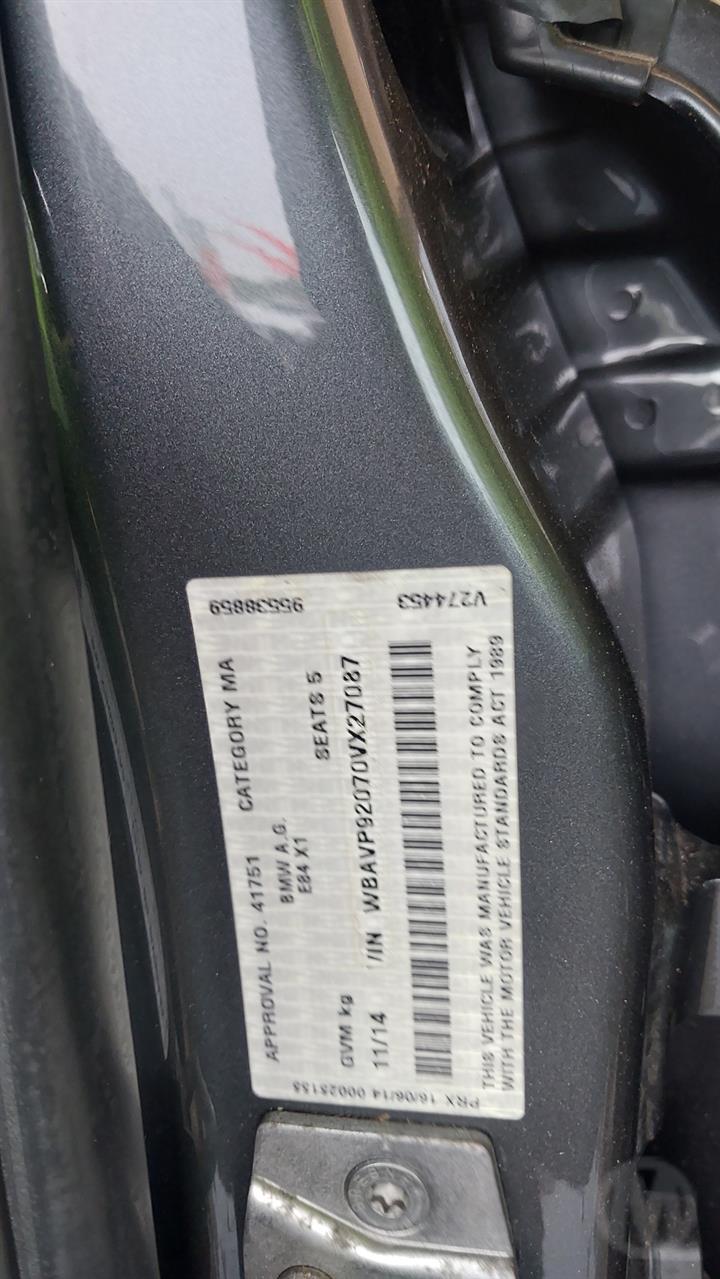 APPROVAL NO. 41751 CATEGORY MA
BMW A.G.
E84 X1
SEATS 5
GVM kg
11/14 VIN WBAVP92070VX27087
THIS VEHICLE WAS MANUFACTURED TO COMPLY
WITH THE MOTOR VEHICLE STANDARDS ACT 1989
95538859
V274453
PRX 16/06/14 00025155